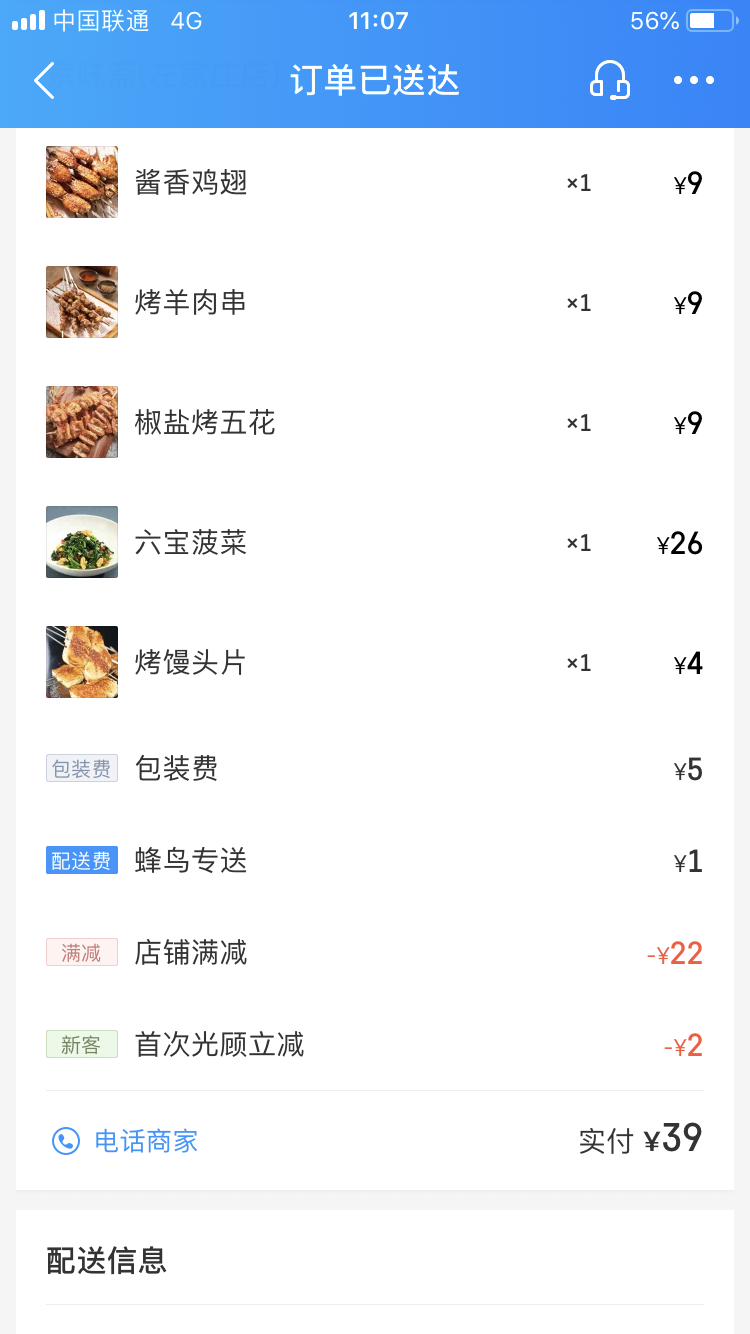 中国联通 4G 11:07 56%
订单已送达
酱香鸡翅 ×1 ¥9
烤羊肉串 ×1 ¥9
椒盐烤五花 ×1 ¥9
六宝菠菜 ×1 ¥26
烤馒头片 ×1 ¥4
包装费 包装费 ¥5
配送费 蜂鸟专送 ¥1
满减 店铺满减 -¥22
新客 首次光顾立减 -¥2
电话商家 实付 ¥39
配送信息